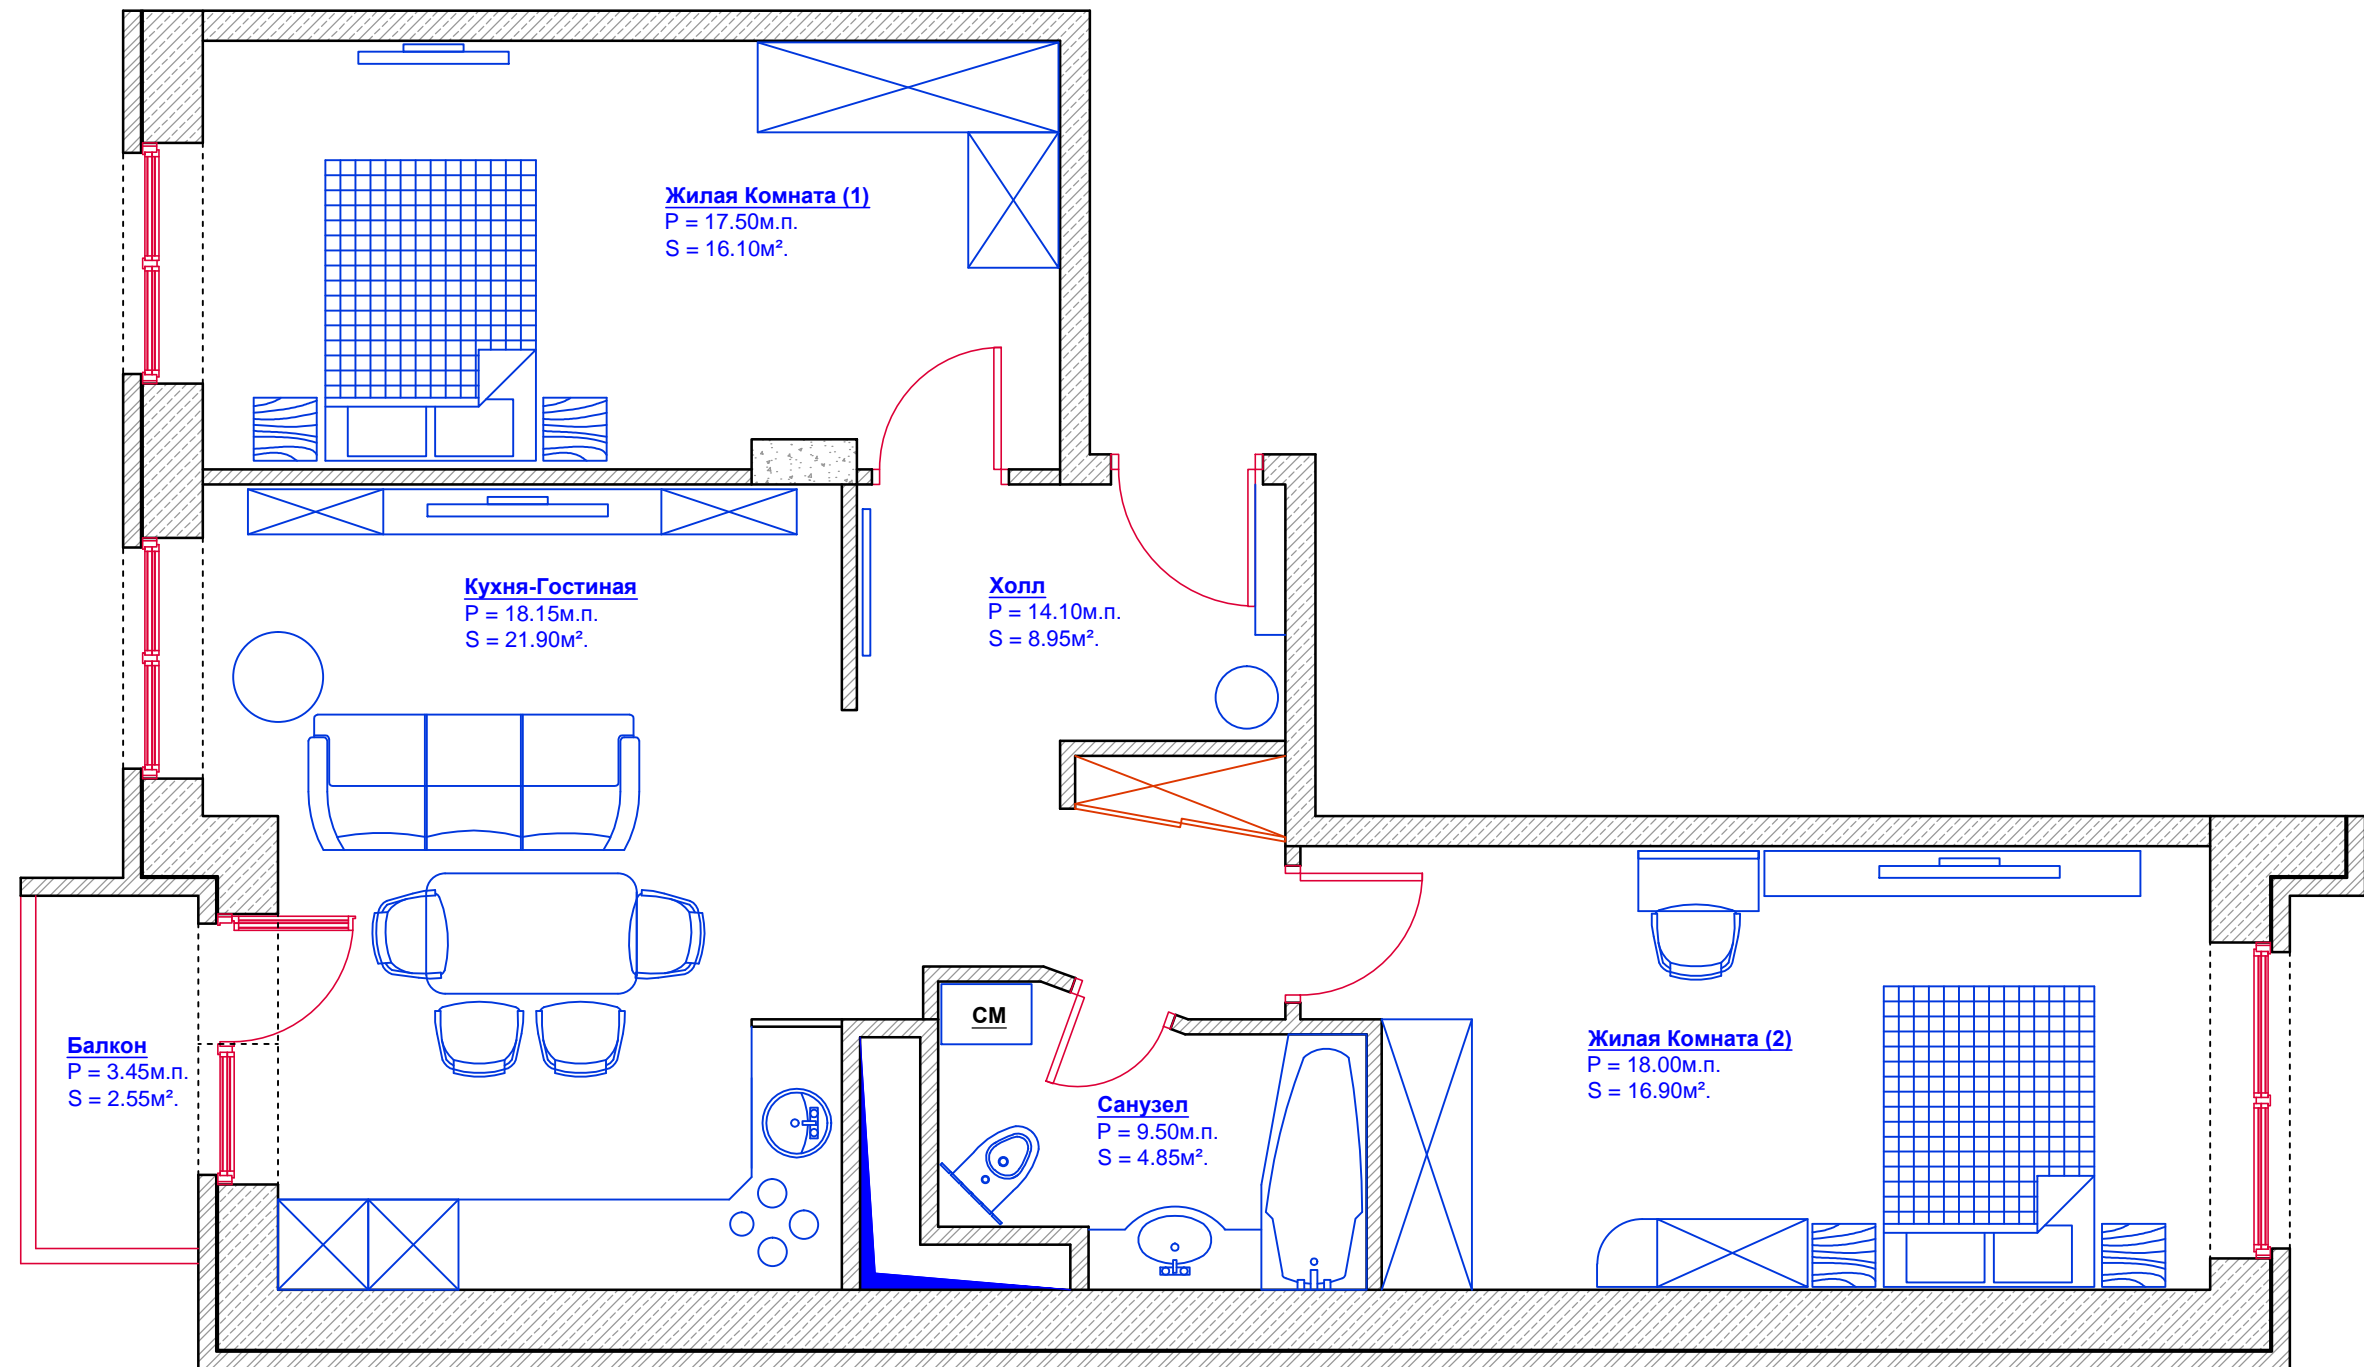 Жилая Комната (1)
P = 17.50м.п.
S = 16.10м².
Кухня-Гостиная
P = 18.15м.п.
S = 21.90м².
Холл
P = 14.10м.п.
S = 8.95м².
Балкон
P = 3.45м.п.
S = 2.55м².
СМ
Санузел
P = 9.50м.п.
S = 4.85м².
Жилая Комната (2)
P = 18.00м.п.
S = 16.90м².